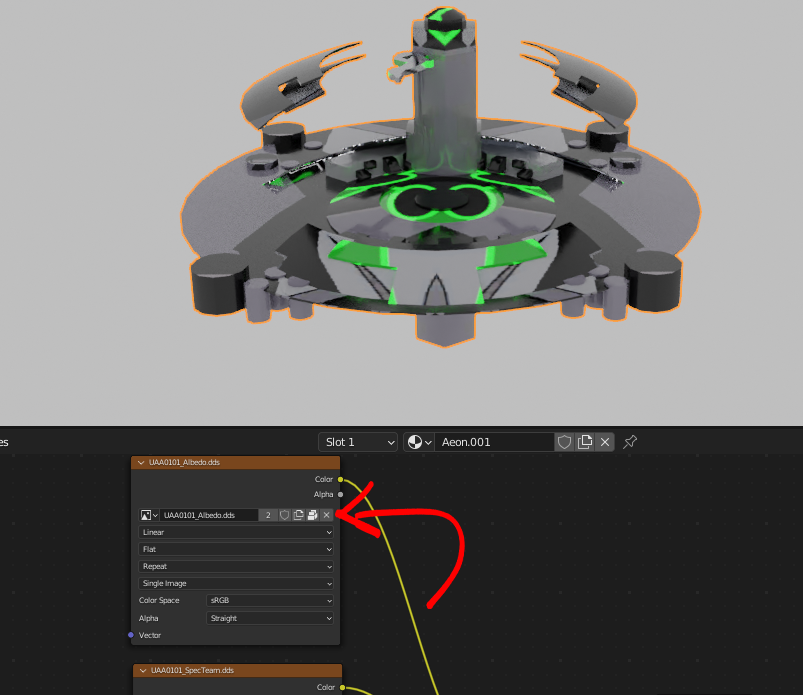 es
Slot 1
Aeon.001
UAA0101_Albedo.dds
Color
Alpha
UAA0101_Albedo.dds 2
Linear
Flat
Repeat
Single Image
Color Space sRGB
Alpha Straight
Vector
UAA0101_SpecTeam.dds
Color